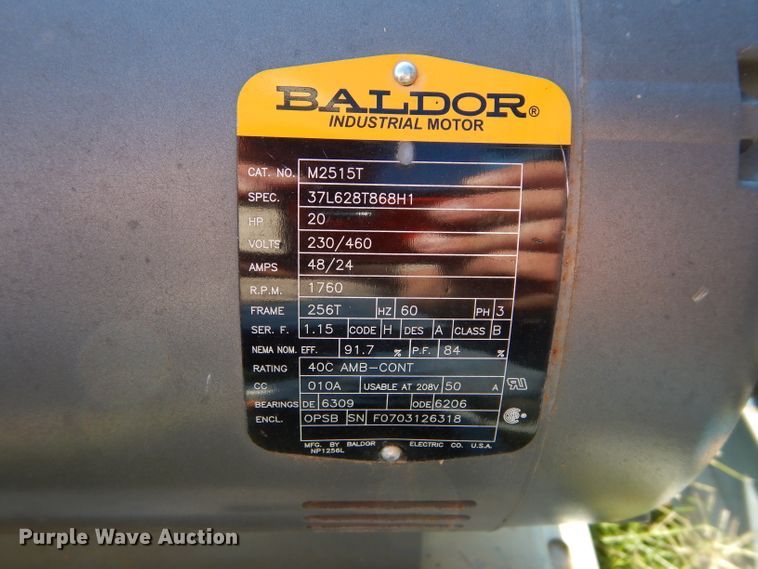 BALDOR®
INDUSTRIAL MOTOR
CAT. NO. M2515T
SPEC. 37L628T868H1
HP 20
VOLTS 230/460
AMPS 48/24
R.P.M. 1760
FRAME 256T HZ 60 PH 3
SER. F. 1.15 CODE H DES A CLASS B
NEMA NOM. EFF. 91.7 % P.F. 84 %
RATING 40C AMB-CONT
CC 010A USABLE AT 208V 50 A
BEARINGS DE 6309 ODE 6206
ENCL. OPSB SN F0703126318
MFG. BY BALDOR ELECTRIC CO. U.S.A.
NP1256L
Purple Wave Auction